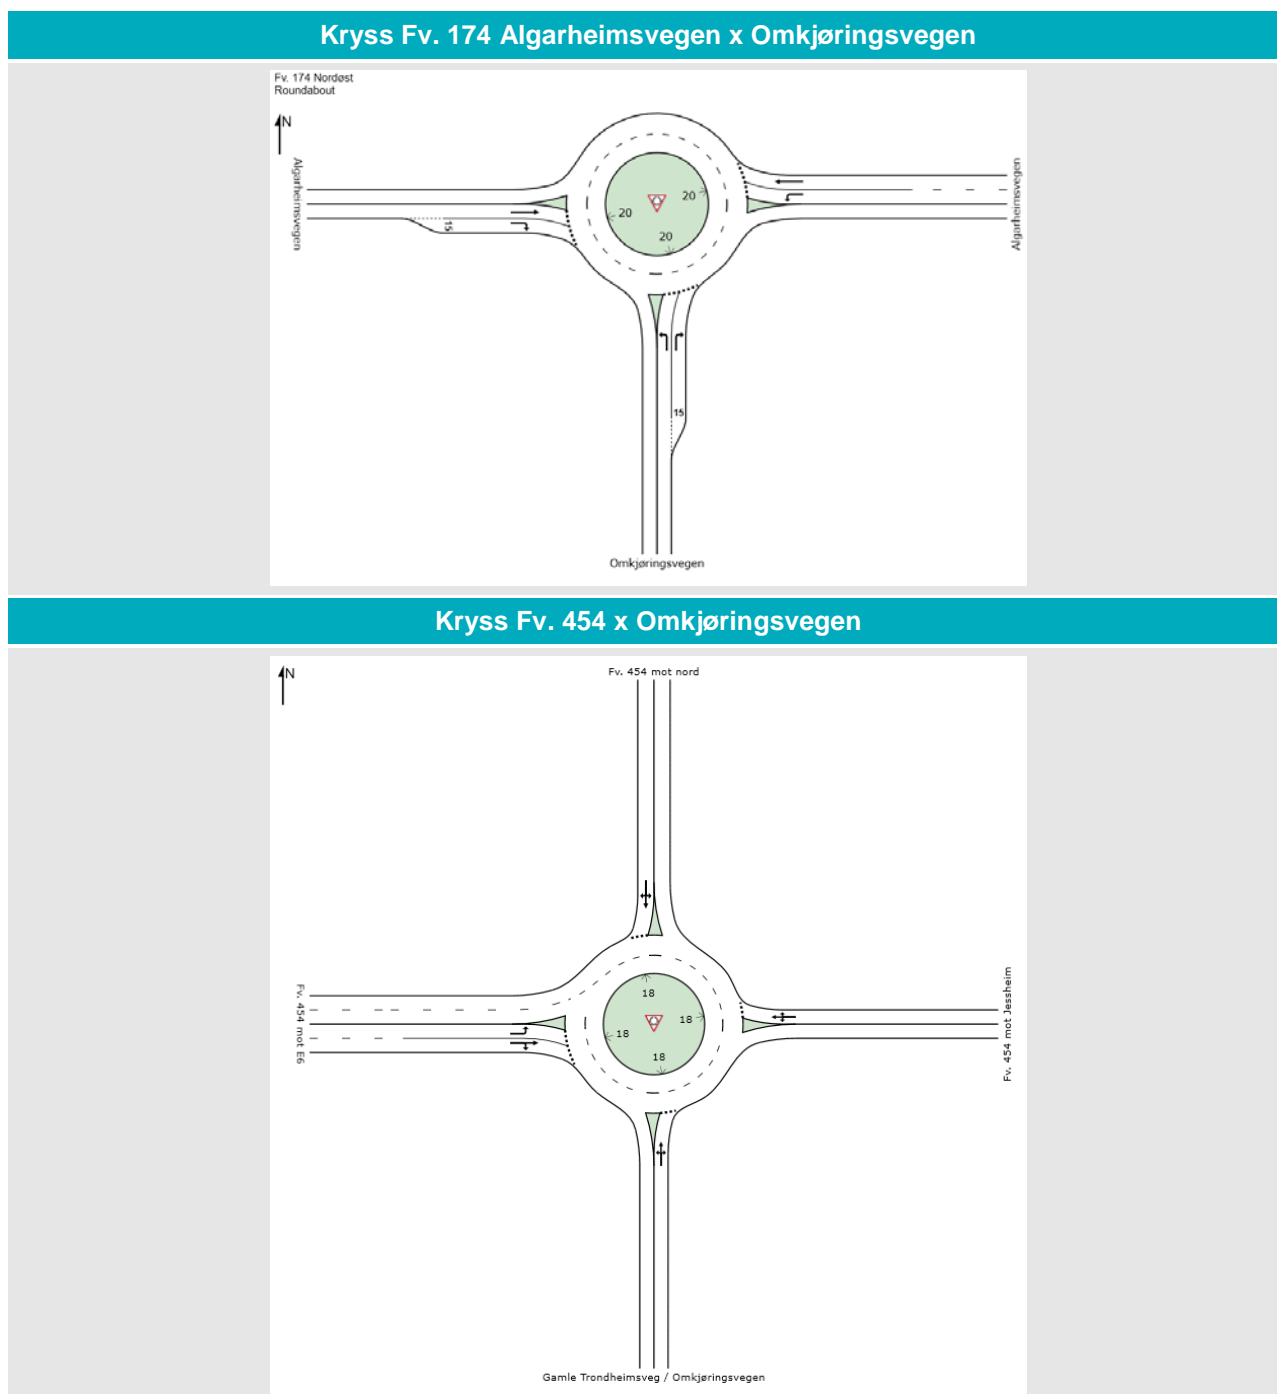 Kryss Fv. 174 Algarheimsvegen x Omkjøringsvegen
Fv. 174 Nordøst
Roundabout
N
Algarheimsvegen
Algarheimsvegen
20
20
20
15
15
Omkjøringsvegen
Kryss Fv. 454 x Omkjøringsvegen
N
Fv. 454 mot nord
Fv. 454 mot E6
Fv. 454 mot Jessheim
18
18
18
18
Gamle Trondheimsveg / Omkjøringsvegen